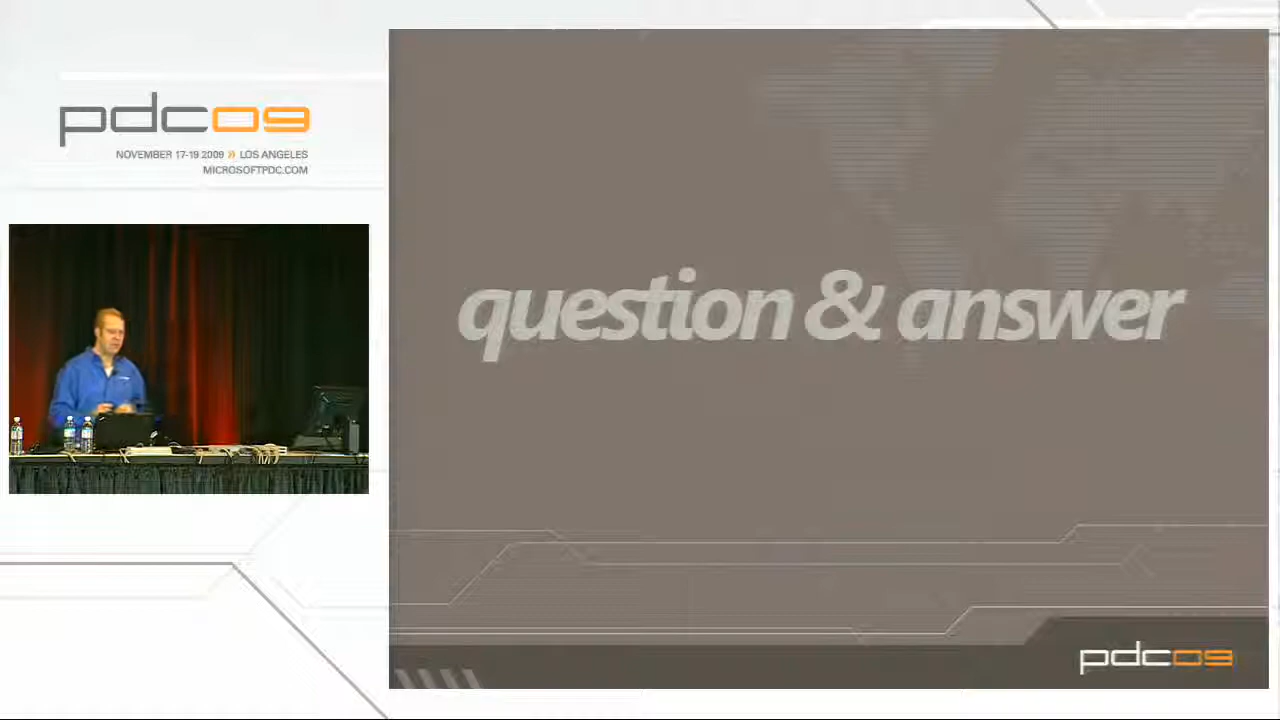 pdc09
NOVEMBER 17-19 2009 » LOS ANGELES
MICROSOFTPDC.COM
question & answer
pdc09